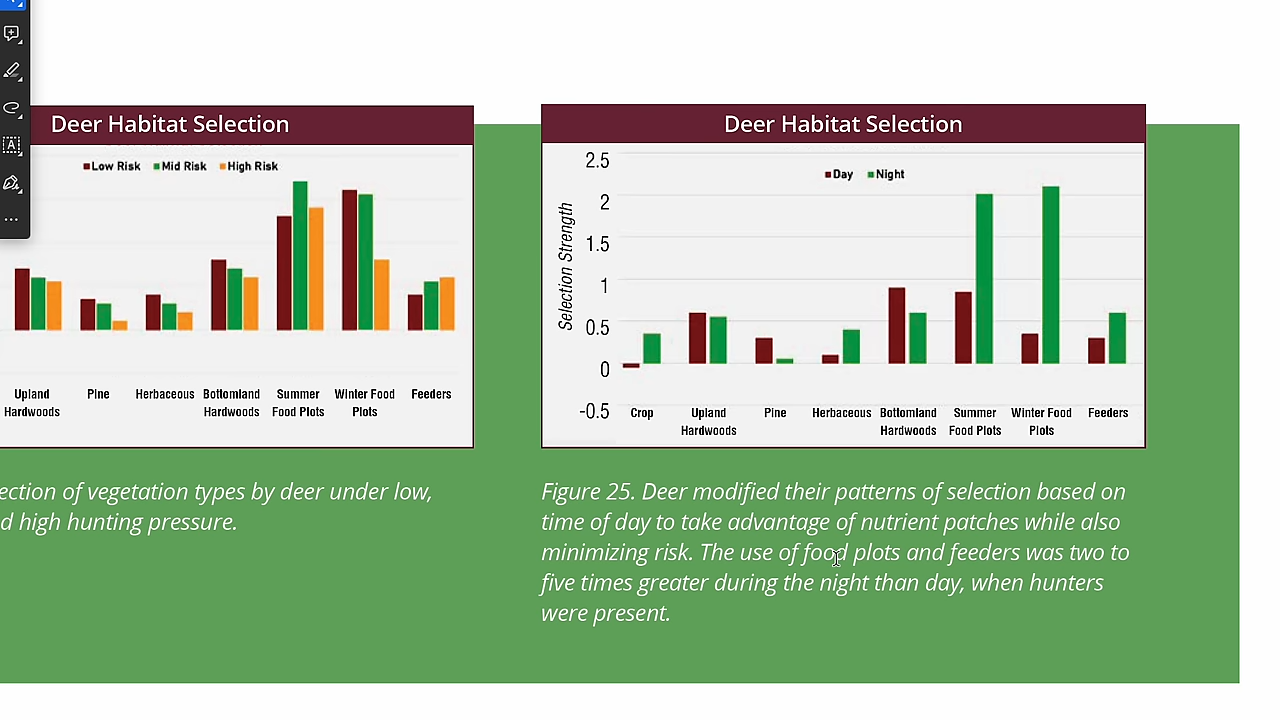 Deer Habitat Selection
Low Risk Mid Risk High Risk
Upland Pine Herbaceous Bottomland Summer Winter Food Feeders
Hardwoods Hardwoods Food Plots Plots
ection of vegetation types by deer under low,
d high hunting pressure.
Deer Habitat Selection
Day Night
Selection Strength
2.5
2
1.5
1
0.5
0
-0.5
Crop Upland Pine Herbaceous Bottomland Summer Winter Food Feeders
Hardwoods Hardwoods Food Plots Plots
Figure 25. Deer modified their patterns of selection based on
time of day to take advantage of nutrient patches while also
minimizing risk. The use of food plots and feeders was two to
five times greater during the night than day, when hunters
were present.